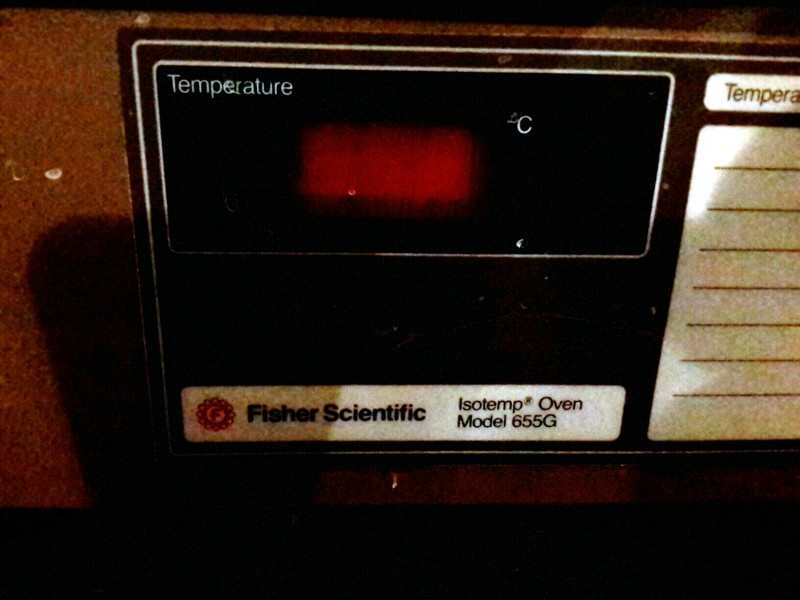 Temperature
°C
Tempera
Fisher Scientific
Isotemp® Oven
Model 655G